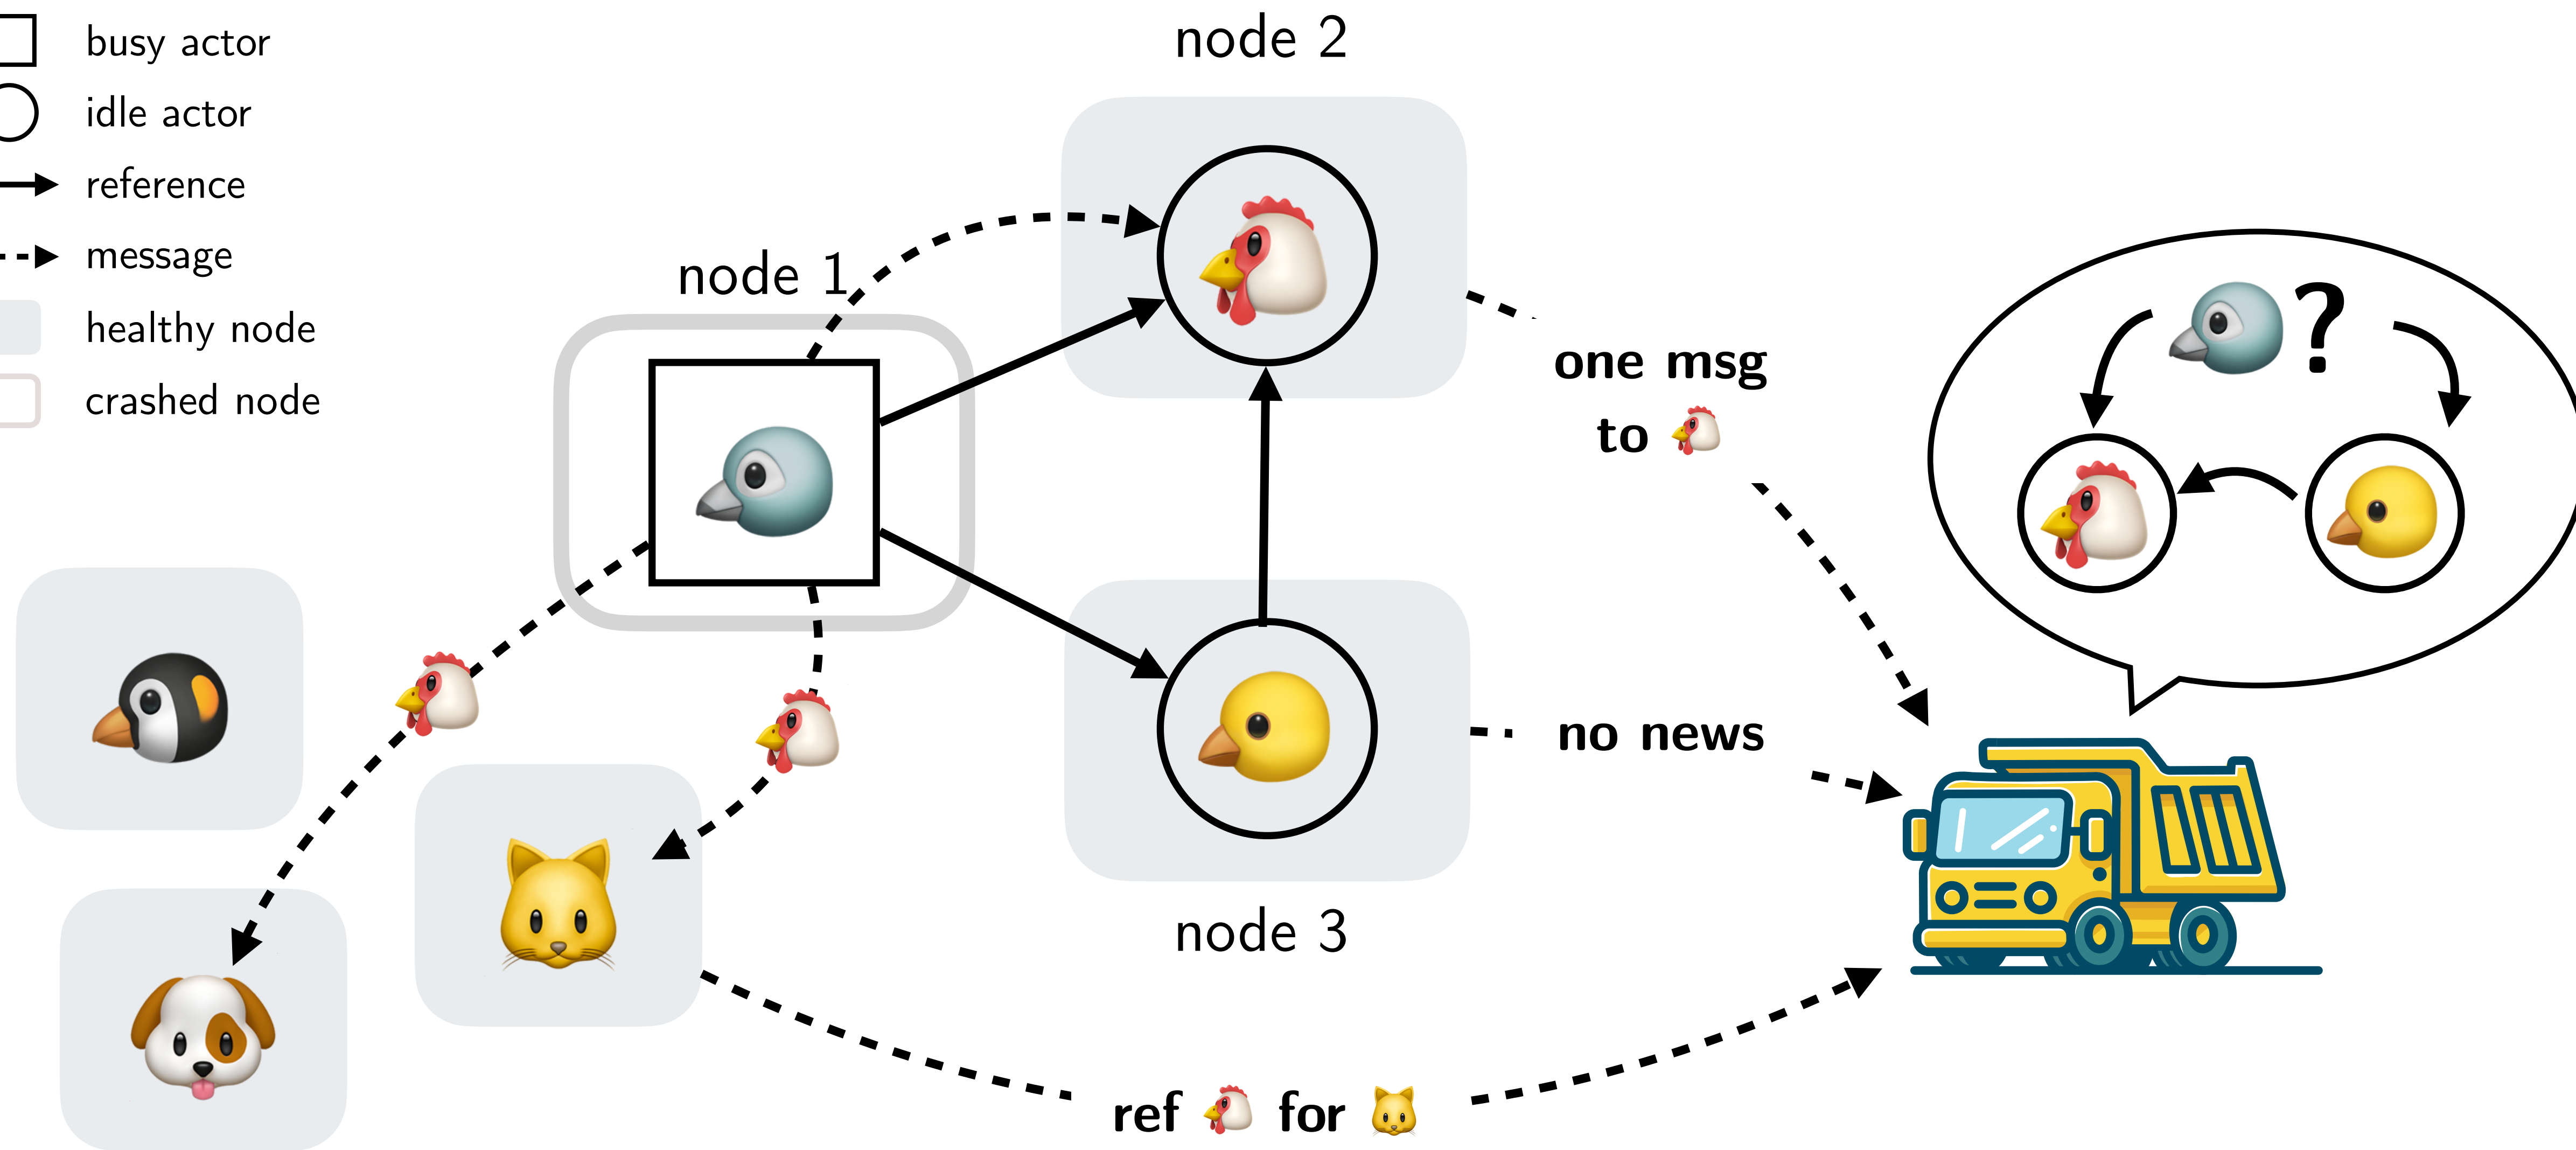 busy actor
idle actor
reference
message
healthy node
crashed node
node 1
node 2
node 3
one msg
to
no news
ref for
?